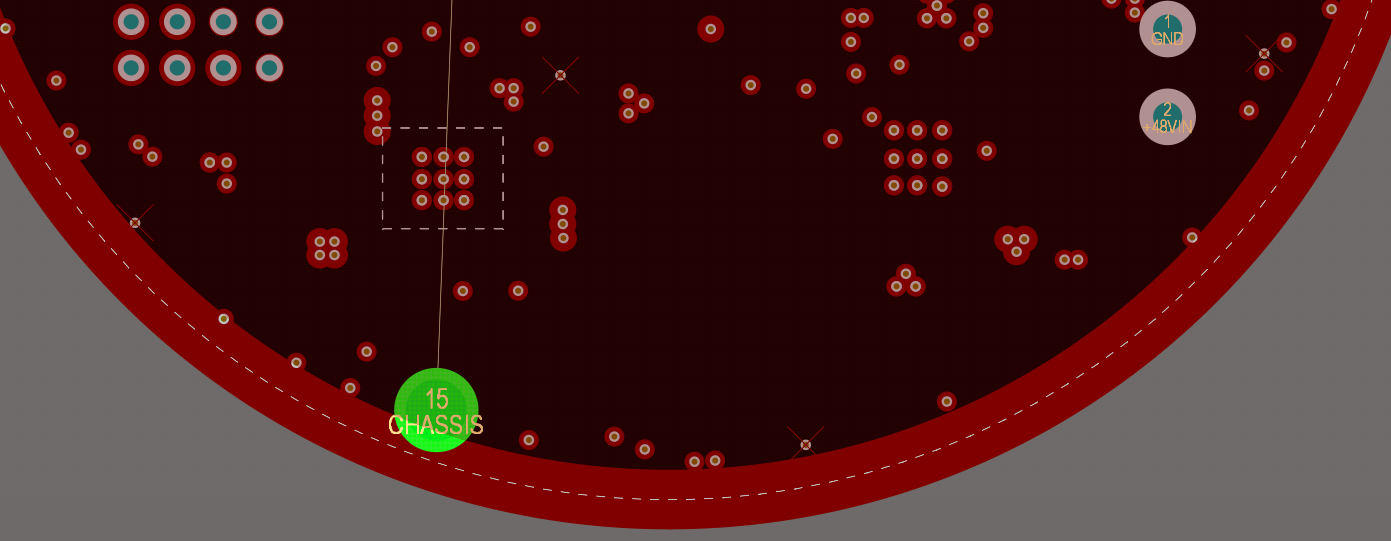 1
GND
2
+48VIN
15
CHASSIS